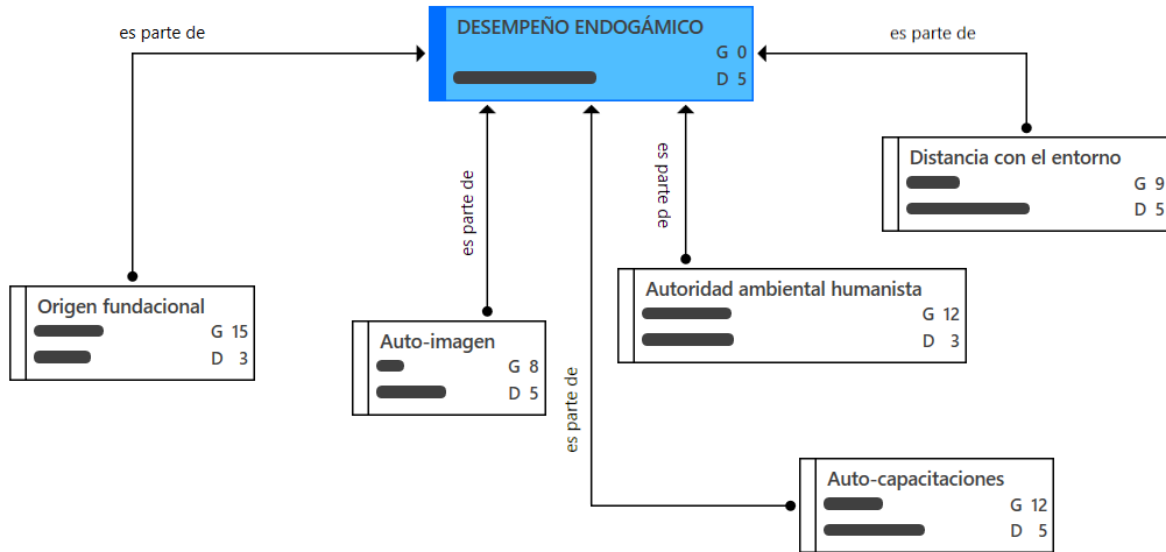 DESEMPEÑO ENDOGÁMICO
G 0
D 5
es parte de
es parte de
es parte de
es parte de
es parte de
Distancia con el entorno
G 9
D 5
Origen fundacional
G 15
D 3
Auto-imagen
G 8
D 5
Autoridad ambiental humanista
G 12
D 3
Auto-capacitaciones
G 12
D 5